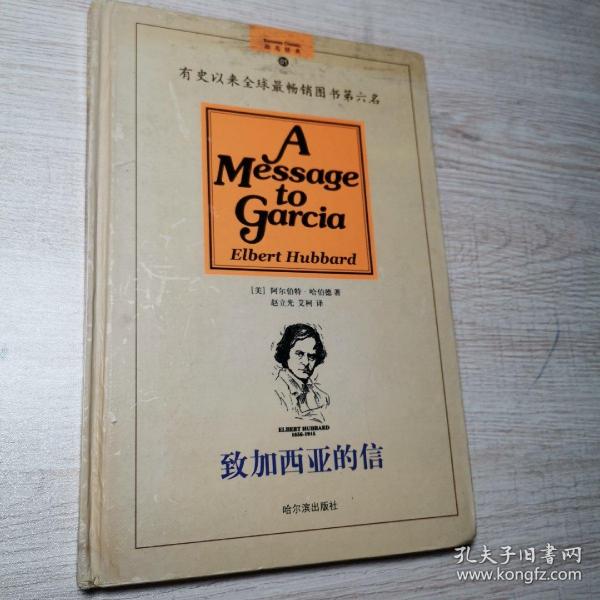 有史以来全球最畅销图书第六名
A
Message
to
Garcia
Elbert Hubbard
[美] 阿尔伯特·哈伯德 著
赵立光 艾柯 译
ELBERT HUBBARD
1856-1915
致加西亚的信
哈尔滨出版社
孔夫子旧书网
www.kongfz.com